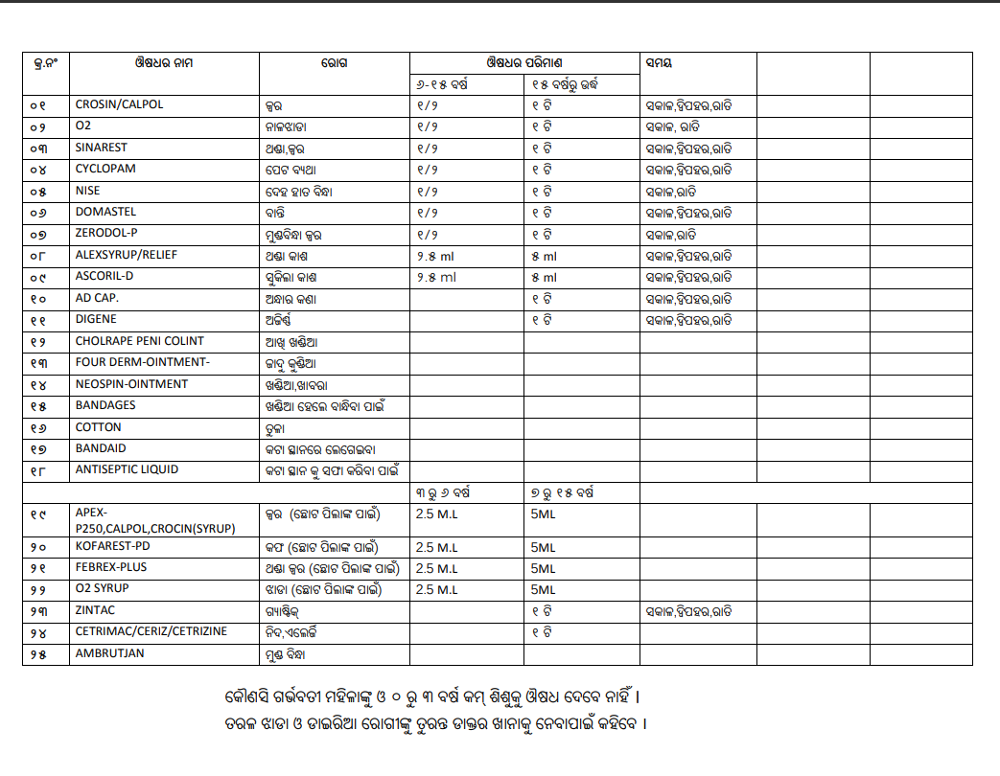 କ୍ର.ନଂ ଔଷଧର ନାମ ରୋଗ ଔଷଧର ପରିମାଣ ସମୟ
୬-୧୫ ବର୍ଷ ୧୫ ବର୍ଷରୁ ଉର୍ଦ୍ଧ
୦୧ CROSIN/CALPOL ଜ୍ଵର ୧/୨ ୧ ଟି ସକାଳ,ଦ୍ଵିପହର,ରାତି
୦୨ O2 ନାଳଝାଡା ୧/୨ ୧ ଟି ସକାଳ, ରାତି
୦୩ SINAREST ଥଣ୍ଡା,ଜ୍ଵର ୧/୨ ୧ ଟି ସକାଳ,ଦ୍ଵିପହର,ରାତି
୦୪ CYCLOPAM ପେଟ ବ୍ୟଥା ୧/୨ ୧ ଟି ସକାଳ,ଦ୍ଵିପହର,ରାତି
୦୫ NISE ଦେହ ହାତ ବିନ୍ଧା ୧/୨ ୧ ଟି ସକାଳ,ରାତି
୦୬ DOMASTEL ବାନ୍ତି ୧/୨ ୧ ଟି ସକାଳ,ଦ୍ଵିପହର,ରାତି
୦୭ ZERODOL-P ମୁଣ୍ଡବିନ୍ଧା ଜ୍ଵର ୧/୨ ୧ ଟି ସକାଳ,ରାତି
୦୮ ALEXSYRUP/RELIEF ଥଣ୍ଡା କାଶ ୨.୫ ml ୫ ml ସକାଳ,ଦ୍ଵିପହର,ରାତି
୦୯ ASCORIL-D ସୁକିଲା କାଶ ୨.୫ ml ୫ ml ସକାଳ,ଦ୍ଵିପହର,ରାତି
୧୦ AD CAP. ଅନ୍ଧାର କଣା ୧ ଟି ସକାଳ,ଦ୍ଵିପହର,ରାତି
୧୧ DIGENE ଅଜିର୍ଣ୍ଣ ୧ ଟି ସକାଳ,ଦ୍ଵିପହର,ରାତି
୧୨ CHOLRAPE PENI COLINT ଆଖି ଖଣ୍ଡିଆ
୧୩ FOUR DERM-OINTMENT- ଜାଦୁ କୁଣ୍ଡିଆ
୧୪ NEOSPIN-OINTMENT ଖଣ୍ଡିଆ,ଖାବରା
୧୫ BANDAGES ଖଣ୍ଡିଆ ହେଲେ ବାନ୍ଧିବା ପାଇଁ
୧୬ COTTON ତୁଳା
୧୭ BANDAID କଟା ସ୍ଥାନରେ ଲେଗେଇବା
୧୮ ANTISEPTIC LIQUID କଟା ସ୍ଥାନ କୁ ସଫା କରିବା ପାଇଁ
୩ ରୁ ୬ ବର୍ଷ ୭ ରୁ ୧୫ ବର୍ଷ
୧୯ APEX- ଜ୍ଵର (ଛୋଟ ପିଲାଙ୍କ ପାଇଁ) 2.5 M.L 5ML
P250,CALPOL,CROCIN(SYRUP)
୨୦ KOFAREST-PD କଫ (ଛୋଟ ପିଲାଙ୍କ ପାଇଁ) 2.5 M.L 5ML
୨୧ FEBREX-PLUS ଥଣ୍ଡା ଜ୍ଵର (ଛୋଟ ପିଲାଙ୍କ ପାଇଁ) 2.5 M.L 5ML
୨୨ O2 SYRUP ଝାଡା (ଛୋଟ ପିଲାଙ୍କ ପାଇଁ) 2.5 M.L 5ML
୨୩ ZINTAC ଗ୍ୟାଷ୍ଟ୍ରିକ୍ ୧ ଟି ସକାଳ,ଦ୍ଵିପହର,ରାତି
୨୪ CETRIMAC/CERIZ/CETRIZINE ନିଦ,ଏଲେର୍ଜି ୧ ଟି
୨୫ AMBRUTJAN ମୁଣ୍ଡ ବିନ୍ଧା
କୌଣସି ଗର୍ଭବତୀ ମହିଳାଙ୍କୁ ଓ ୦ ରୁ ୩ ବର୍ଷ କମ୍ ଶିଶୁକୁ ଔଷଧ ଦେବେ ନାହିଁ ।
ତରଳ ଝାଡା ଓ ଡାଇରିଆ ରୋଗୀଙ୍କୁ ତୁରନ୍ତ ଡାକ୍ତର ଖାନାକୁ ନେବାପାଇଁ କହିବେ ।